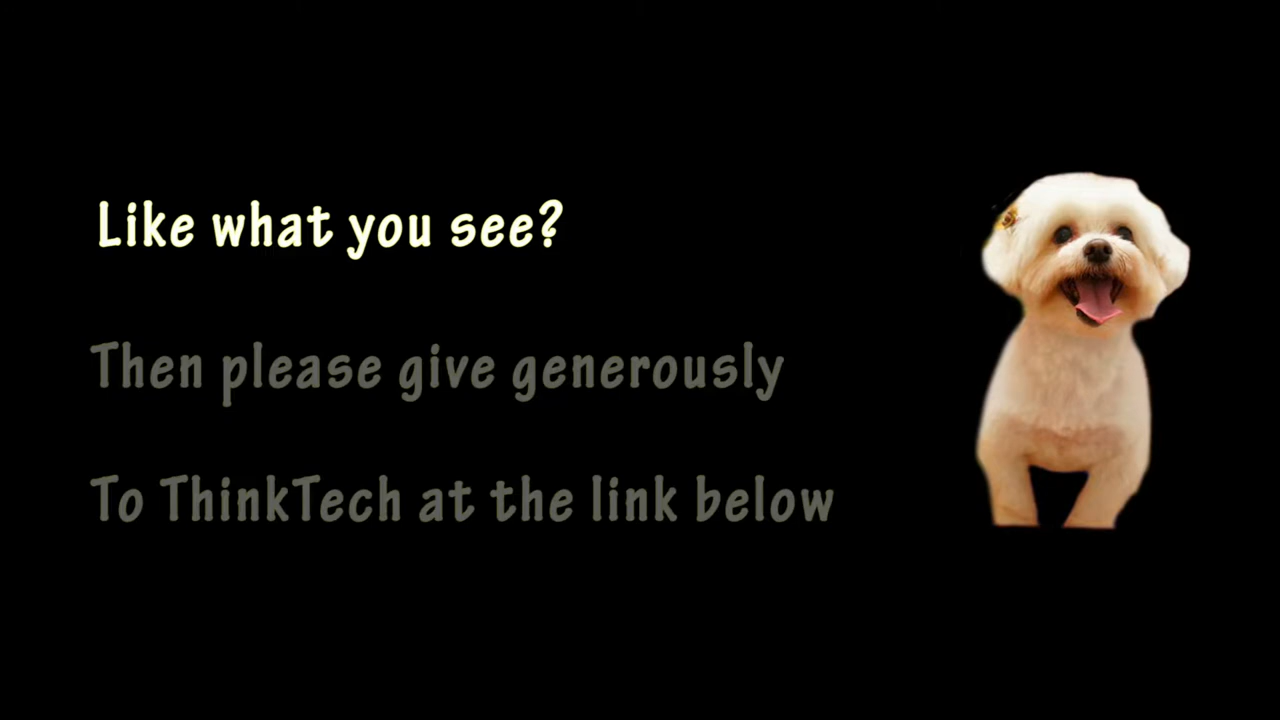 Like what you see?
Then please give generously
To ThinkTech at the link below